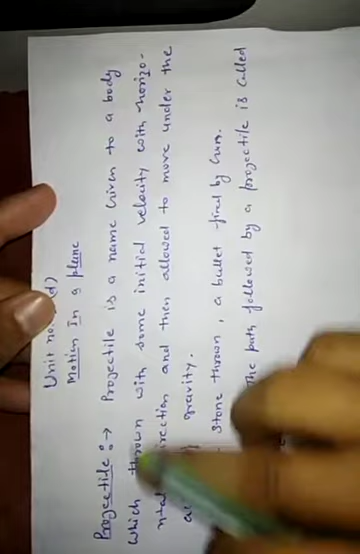 Unit no. (d)
Motion In a plane
Projectile :→ Projectile is a name Given to a body
which thrown with some initial velocity with horizo-
ntal direction and then allowed to move under the
gravity.
Stone thrown, a bullet fired by Gun.
The path followed by a projectile is called